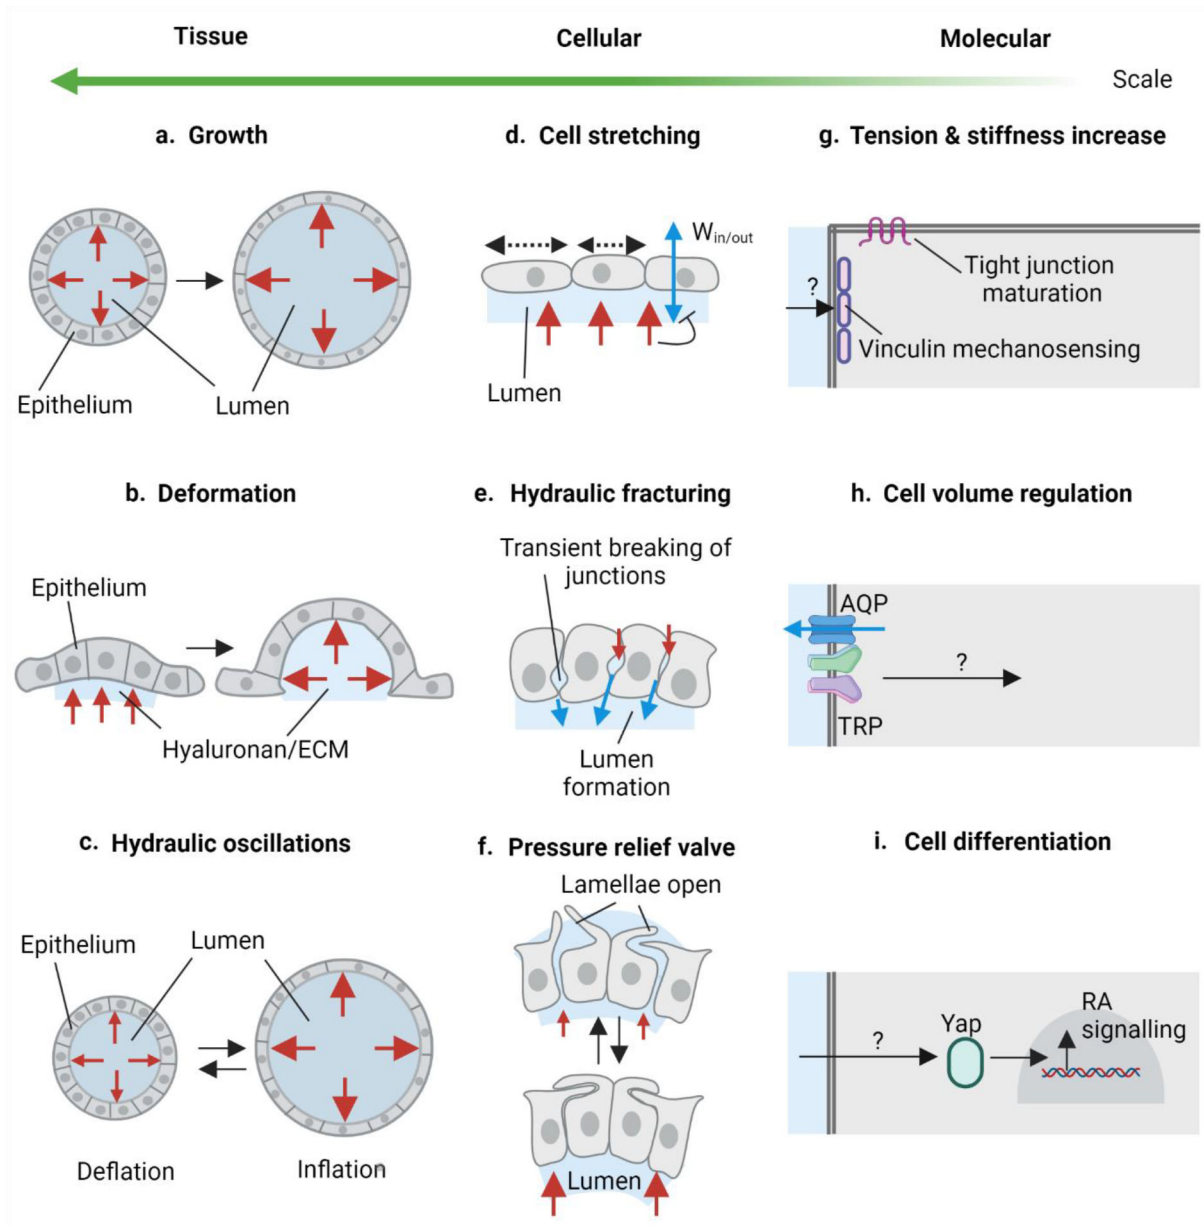 Tissue
Cellular
Molecular
Scale
a. Growth
Epithelium
Lumen
d. Cell stretching
Win/out
Lumen
g. Tension & stiffness increase
?
Tight junction
maturation
Vinculin mechanosensing
b. Deformation
Epithelium
Hyaluronan/ECM
e. Hydraulic fracturing
Transient breaking of
junctions
Lumen
formation
h. Cell volume regulation
AQP
?
TRP
c. Hydraulic oscillations
Epithelium
Lumen
Deflation
Inflation
f. Pressure relief valve
Lamellae open
Lumen
i. Cell differentiation
?
Yap
RA
signalling